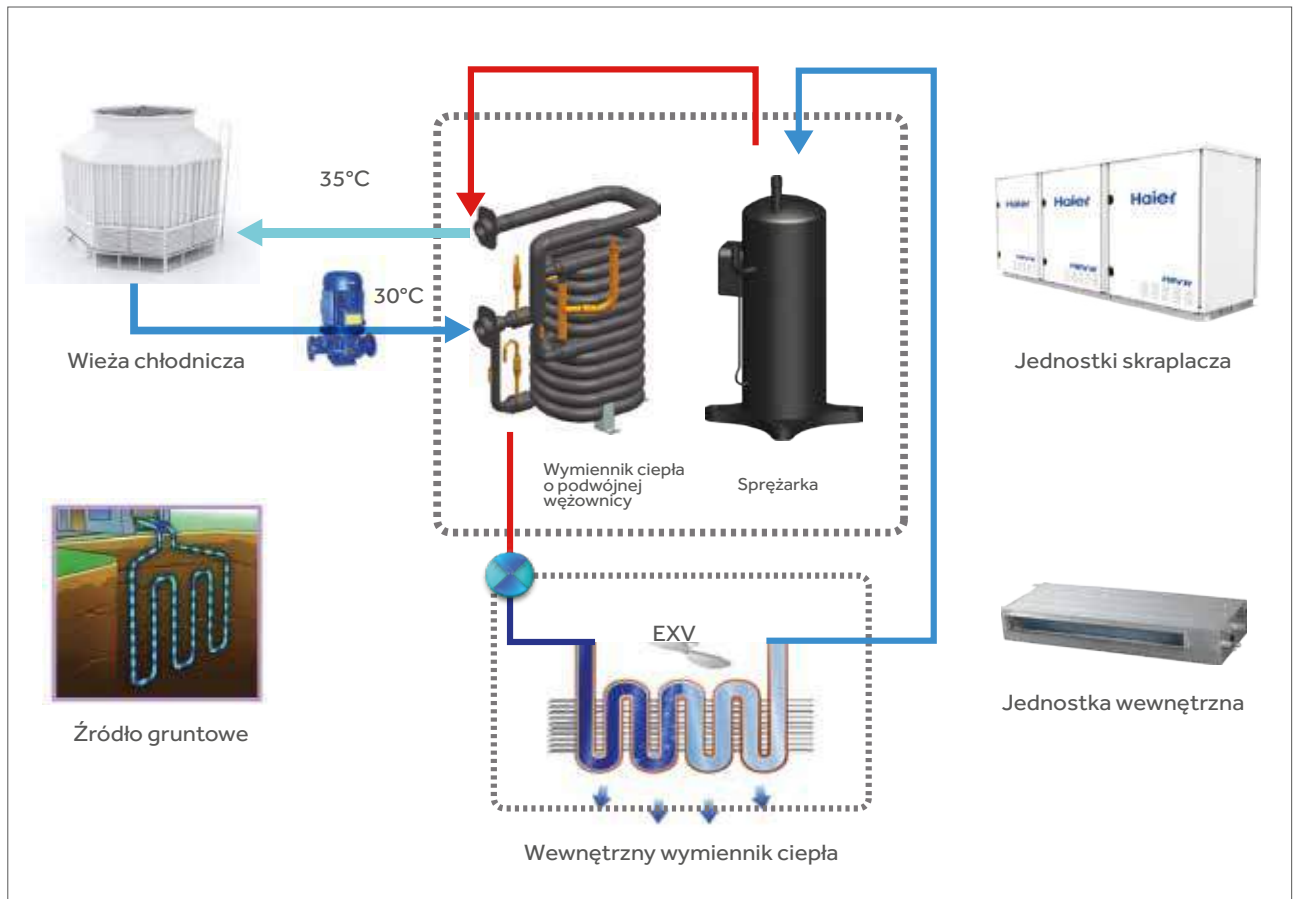 35°C
Haier
Haier
Haier
30°C
Wieża chłodnicza
Jednostki skraplacza
Wymiennik ciepła
o podwójnej
wężownicy
Sprężarka
EXV
Jednostka wewnętrzna
Źródło gruntowe
Wewnętrzny wymiennik ciepła